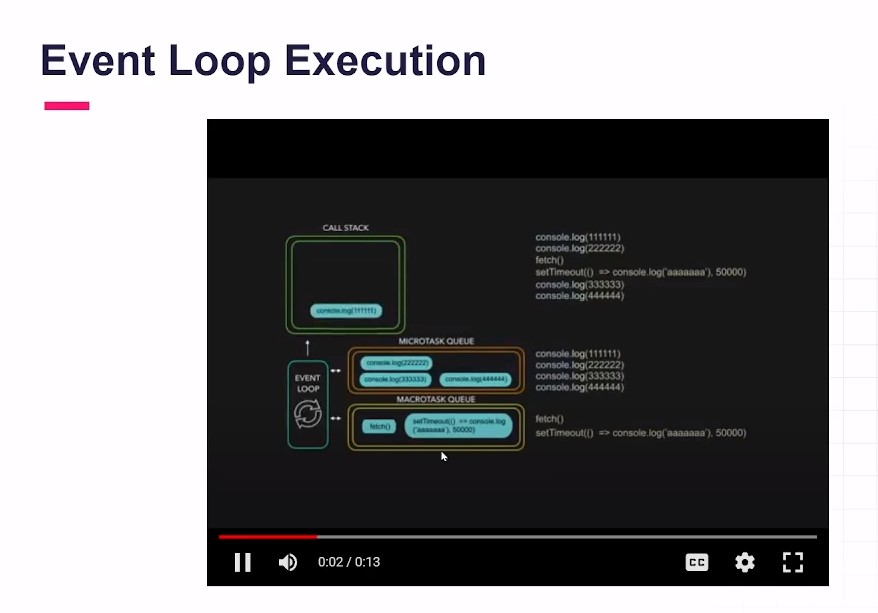 Event Loop Execution
CALL STACK
console.log(111111)
console.log(111111)
console.log(222222)
fetch()
setTimeout(() => console.log('aaaaaaa'), 50000)
console.log(333333)
console.log(444444)
EVENT
LOOP
MICROTASK QUEUE
console.log(222222)
console.log(333333) console.log(444444)
console.log(111111)
console.log(222222)
console.log(333333)
console.log(444444)
MACROTASK QUEUE
fetch()
setTimeout(() => console.log
('aaaaaaa'), 50000)
fetch()
setTimeout(() => console.log('aaaaaaa'), 50000)
0:02 / 0:13
CC